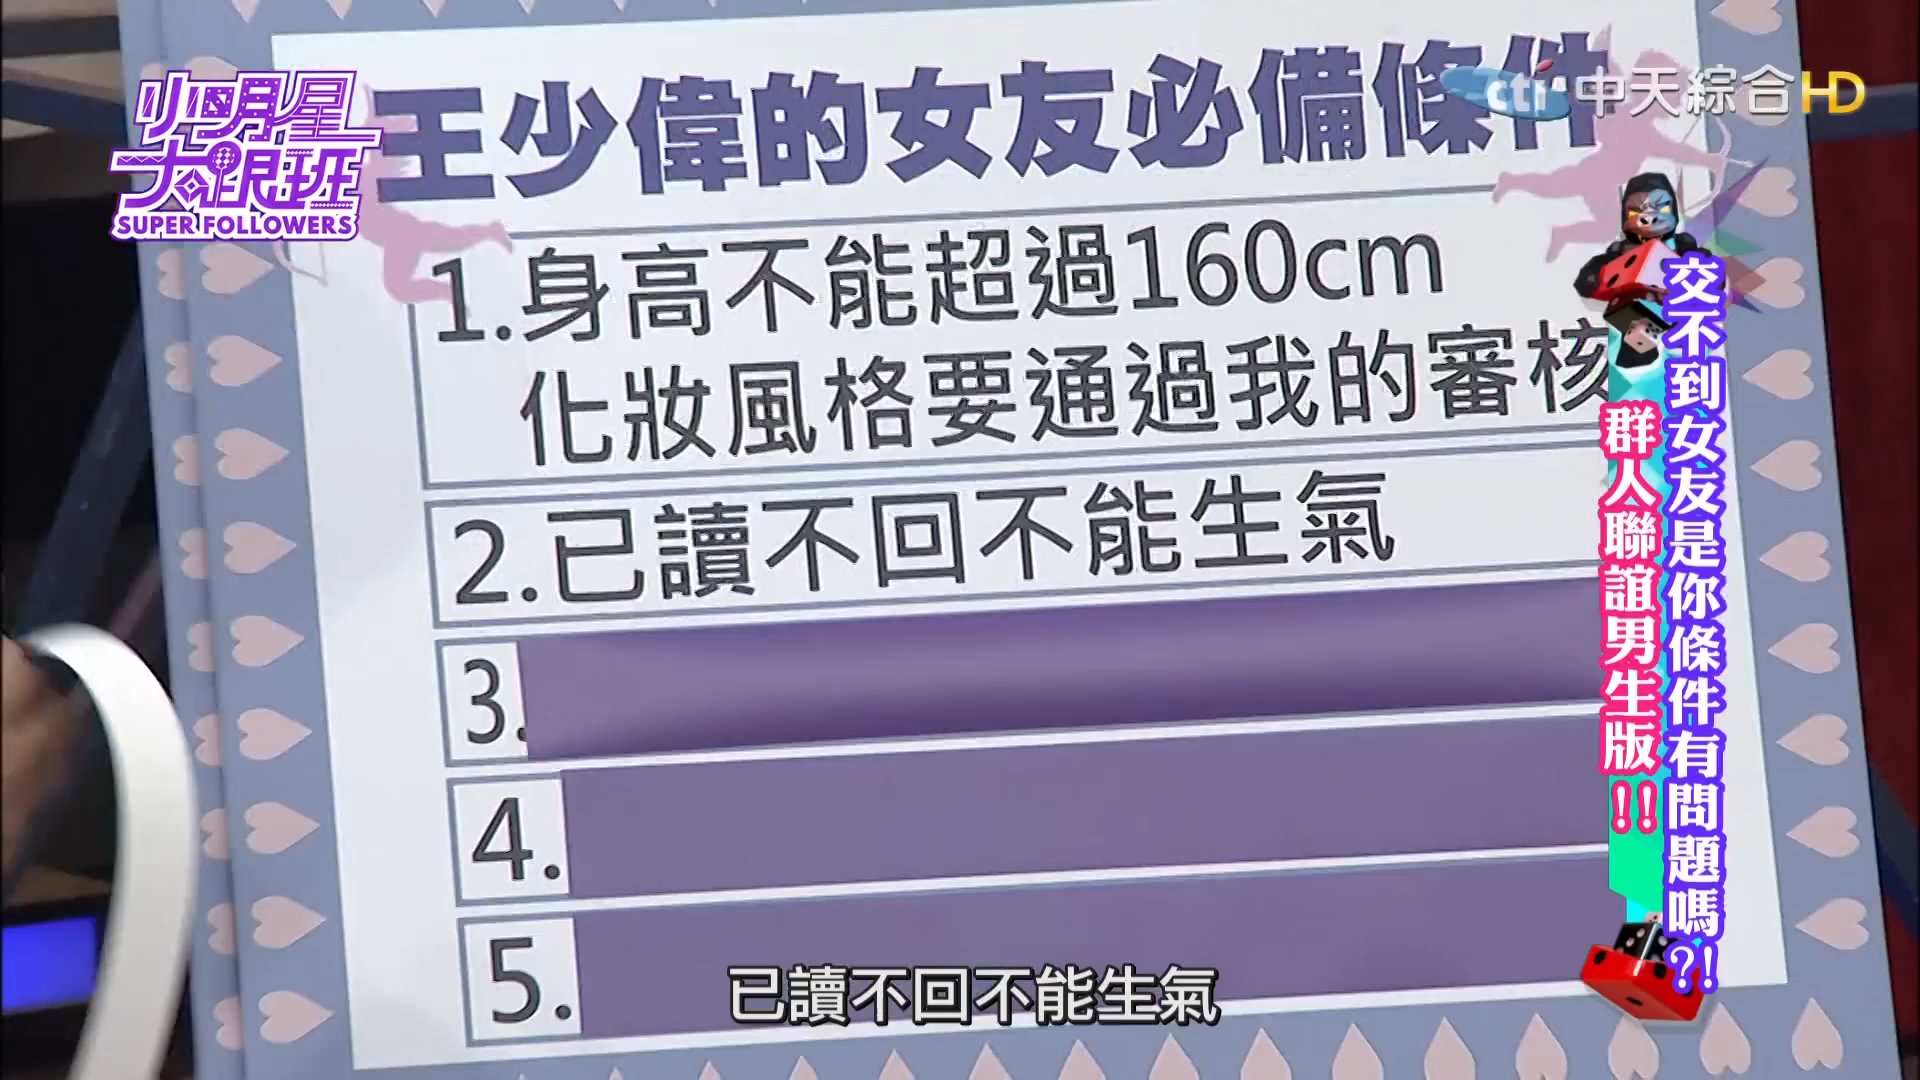 小明星
大跟班
SUPER FOLLOWERS
王少偉的女友必備條件
cti 中天綜合HD
1.身高不能超過160cm
化妝風格要通過我的審核
2.已讀不回不能生氣
3.
4.
5.
交不到女友是你條件有問題嗎?!
群人聯誼男生版!!
已讀不回不能生氣